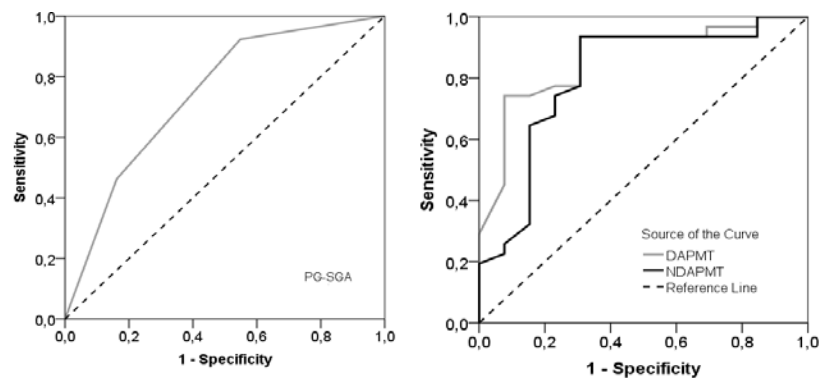 1,0
0,8
0,6
0,4
0,2
0,0
Sensitivity
PG-SGA
0,0 0,2 0,4 0,6 0,8 1,0
1 - Specificity
1,0
0,8
0,6
0,4
0,2
0,0
Sensitivity
Source of the Curve
DAPMT
NDAPMT
Reference Line
0,0 0,2 0,4 0,6 0,8 1,0
1 - Specificity